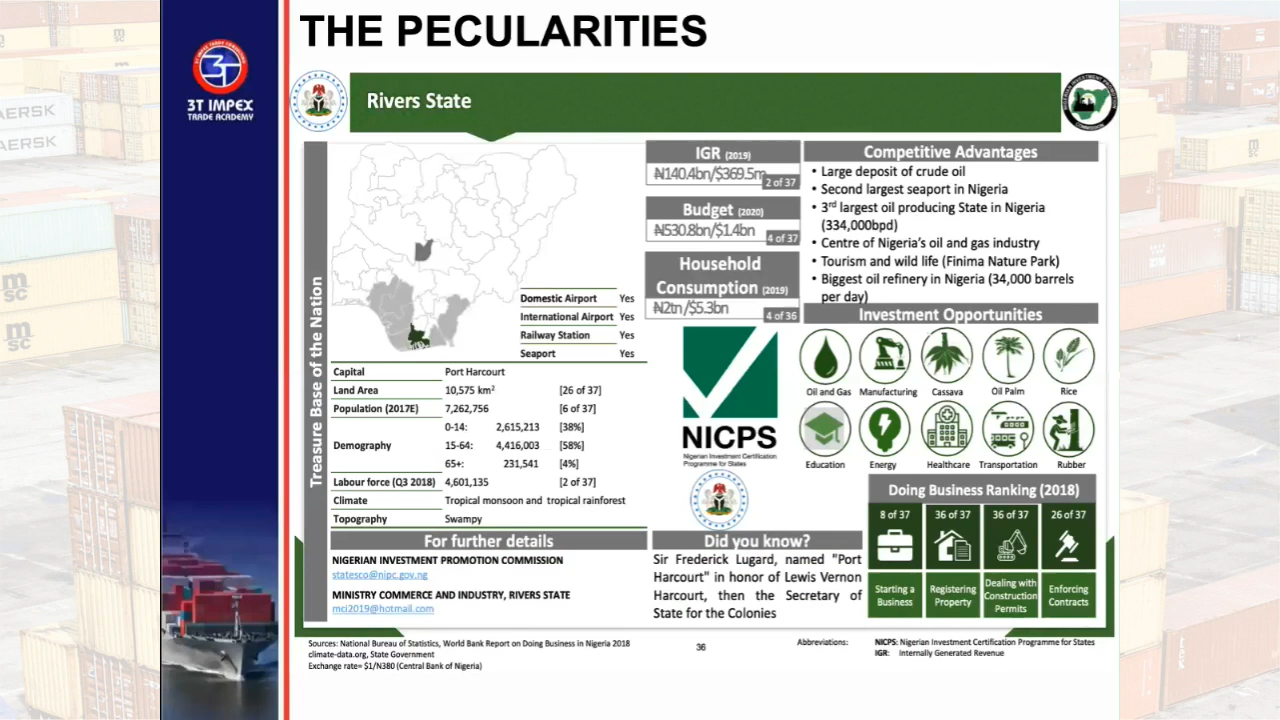 THE PECULARITIES
3T IMPEX
TRADE ACADEMY
Rivers State
Treasure Base of the Nation
Domestic Airport Yes
International Airport Yes
Railway Station Yes
Seaport Yes
Capital Port Harcourt
Land Area 10,575 km² [26 of 37]
Population (2017E) 7,262,756 [6 of 37]
0-14: 2,615,213 [38%]
Demography 15-64: 4,416,003 [58%]
65+: 231,541 [4%]
Labour force (Q3 2018) 4,601,135 [2 of 37]
Climate Tropical monsoon and tropical rainforest
Topography Swampy
For further details
NIGERIAN INVESTMENT PROMOTION COMMISSION
statesco@nipc.gov.ng
MINISTRY COMMERCE AND INDUSTRY, RIVERS STATE
mci2019@hotmail.com
IGR (2019)
₦140.4bn/$369.5m
2 of 37
Budget (2020)
₦530.8bn/$1.4bn
4 of 37
Household
Consumption (2019)
₦2tn/$5.3bn
4 of 36
NICPS
Nigerian Investment Certification
Programme for States
Did you know?
Sir Frederick Lugard, named "Port
Harcourt" in honor of Lewis Vernon
Harcourt, then the Secretary of
State for the Colonies
Competitive Advantages
• Large deposit of crude oil
• Second largest seaport in Nigeria
• 3rd largest oil producing State in Nigeria
(334,000bpd)
• Centre of Nigeria's oil and gas industry
• Tourism and wild life (Finima Nature Park)
• Biggest oil refinery in Nigeria (34,000 barrels
per day)
Investment Opportunities
Oil and Gas Manufacturing Cassava Oil Palm Rice
Education Energy Healthcare Transportation Rubber
Doing Business Ranking (2018)
8 of 37 36 of 37 36 of 37 26 of 37
Starting a Business
Registering Property
Dealing with Construction Permits
Enforcing Contracts
Sources: National Bureau of Statistics, World Bank Report on Doing Business in Nigeria 2018
climate-data.org, State Government
Exchange rate= $1/N380 (Central Bank of Nigeria)
36
Abbreviations: NICPS: Nigerian Investment Certification Programme for States
IGR: Internally Generated Revenue
AERSK
AERSK
msc
msc